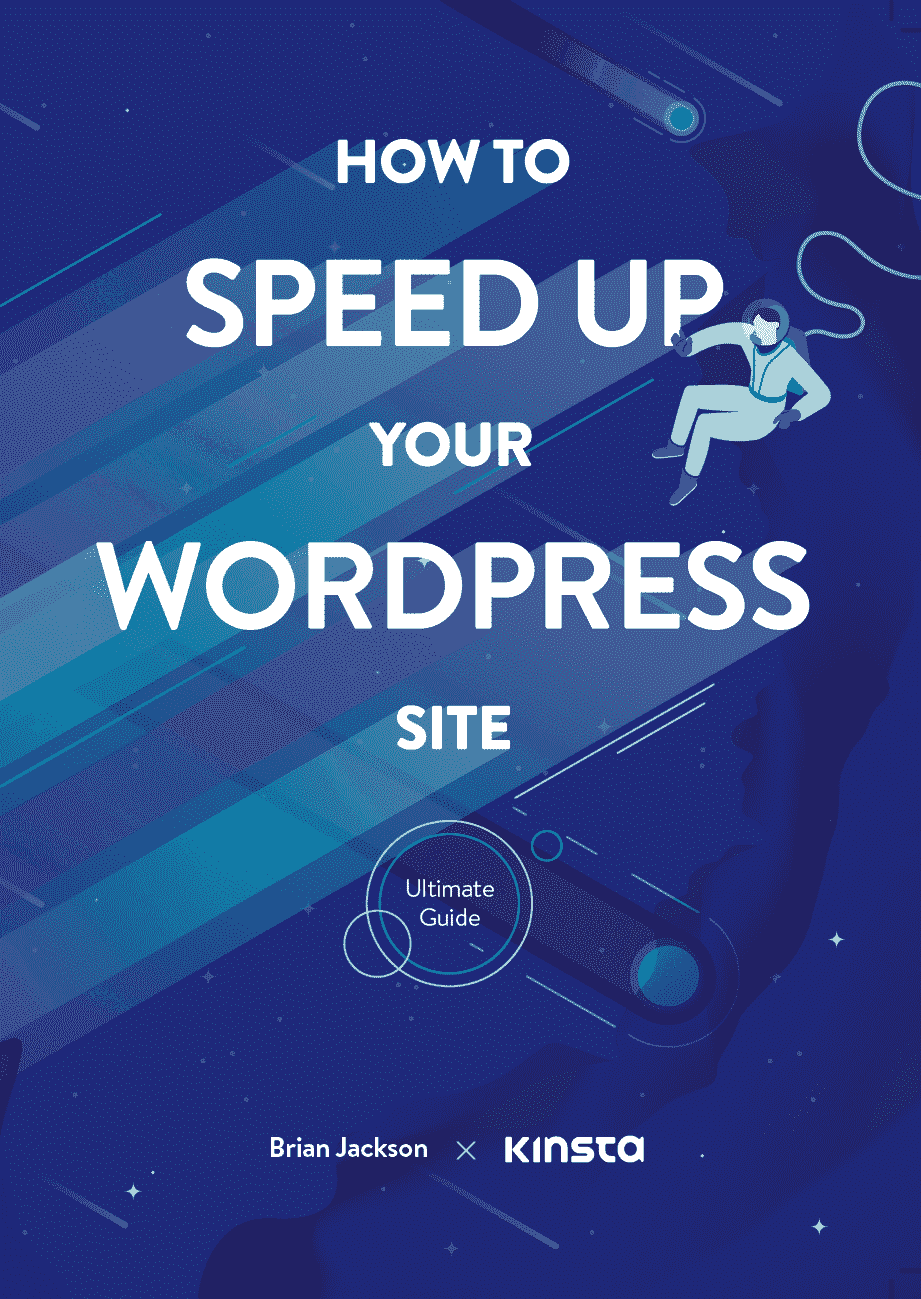 HOW TO
SPEED UP
YOUR
WORDPRESS
SITE
Ultimate
Guide
Brian Jackson × KINSTA